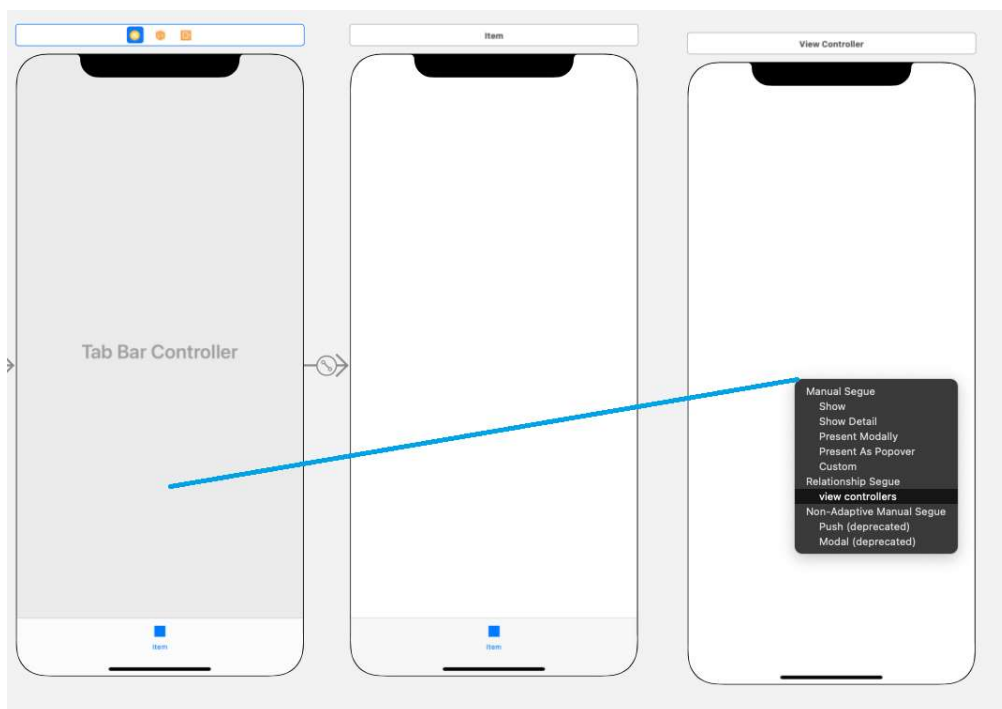 Item
View Controller
Tab Bar Controller
Manual Segue
Show
Show Detail
Present Modally
Present As Popover
Custom
Relationship Segue
view controllers
Non-Adaptive Manual Segue
Push (deprecated)
Modal (deprecated)
Item
Item